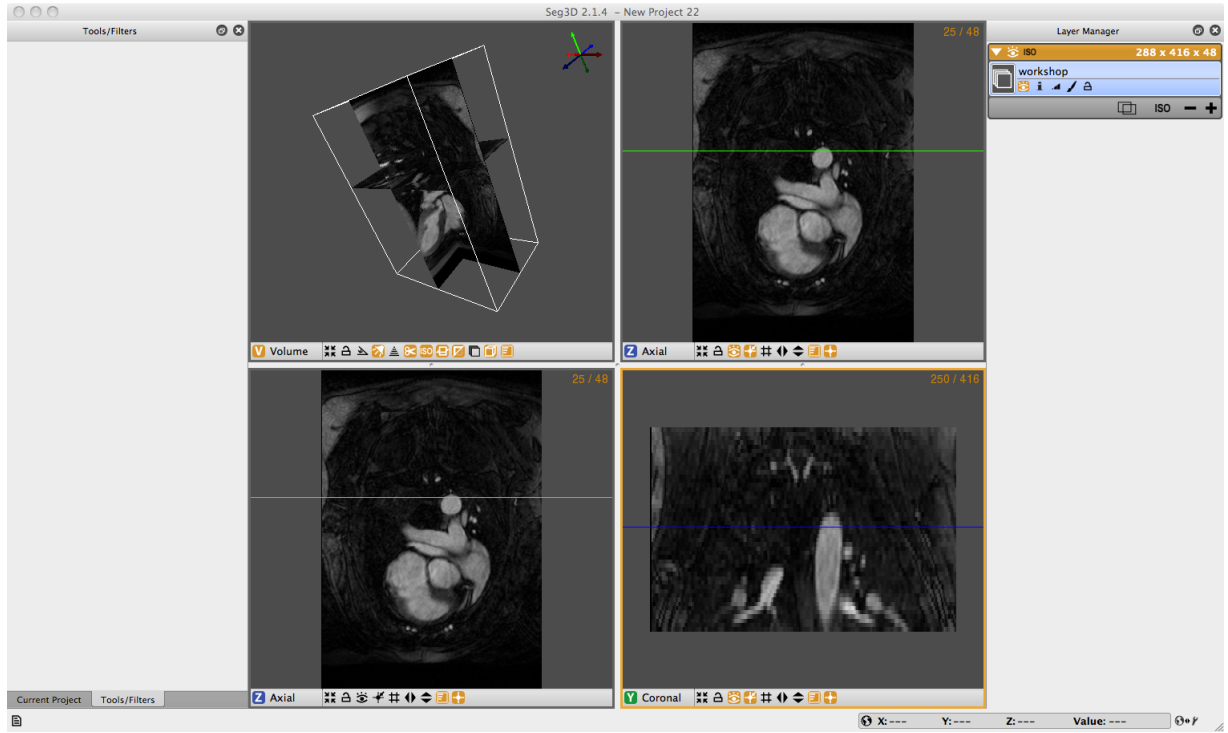 Seg3D 2.1.4 – New Project 22
Tools/Filters
25 / 48
Layer Manager
ISO 288 x 416 x 48
workshop
ISO
V Volume
ISO
Z Axial
25 / 48
250 / 416
Z Axial
Y Coronal
Current Project Tools/Filters
X: --- Y: --- Z: --- Value: ---